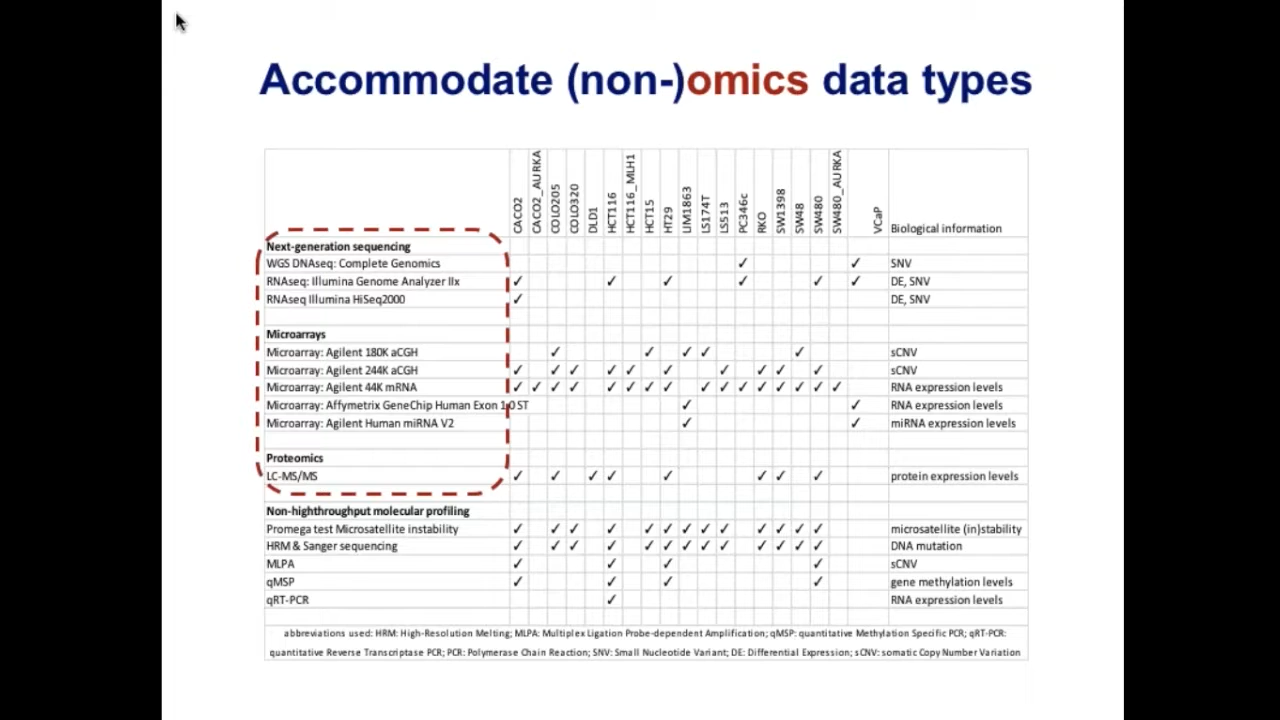 Accommodate (non-)omics data types
CACO2 CACO2_AURKA COLO205 COLO320 DLD1 HCT116 HCT116_MLH1 HCT15 HT29 LIM1863 LS174T LS513 PC346c RKO SW1398 SW48 SW480 SW480_AURKA VCaP Biological information
Next-generation sequencing
WGS DNAseq: Complete Genomics ✓ ✓ SNV
RNAseq: Illumina Genome Analyzer IIx ✓ ✓ ✓ ✓ ✓ ✓ DE, SNV
RNAseq Illumina HiSeq2000 ✓ DE, SNV
Microarrays
Microarray: Agilent 180K aCGH ✓ ✓ ✓ ✓ ✓ sCNV
Microarray: Agilent 244K aCGH ✓ ✓ ✓ ✓ ✓ ✓ ✓ ✓ ✓ ✓ sCNV
Microarray: Agilent 44K mRNA ✓ ✓ ✓ ✓ ✓ ✓ ✓ ✓ ✓ ✓ ✓ ✓ ✓ ✓ ✓ ✓ RNA expression levels
Microarray: Affymetrix GeneChip Human Exon 1.0 ST ✓ ✓ RNA expression levels
Microarray: Agilent Human miRNA V2 ✓ ✓ miRNA expression levels
Proteomics
LC-MS/MS ✓ ✓ ✓ ✓ ✓ ✓ ✓ ✓ protein expression levels
Non-highthroughput molecular profiling
Promega test Microsatellite instability ✓ ✓ ✓ ✓ ✓ ✓ ✓ ✓ ✓ ✓ ✓ ✓ ✓ microsatellite (in)stability
HRM & Sanger sequencing ✓ ✓ ✓ ✓ ✓ ✓ ✓ ✓ ✓ ✓ ✓ ✓ ✓ DNA mutation
MLPA ✓ ✓ ✓ ✓ sCNV
qMSP ✓ ✓ ✓ ✓ gene methylation levels
qRT-PCR ✓ RNA expression levels
abbreviations used: HRM: High-Resolution Melting; MLPA: Multiplex Ligation Probe-dependent Amplification; qMSP: quantitative Methylation Specific PCR; qRT-PCR:
quantitative Reverse Transcriptase PCR; PCR: Polymerase Chain Reaction; SNV: Small Nucleotide Variant; DE: Differential Expression; sCNV: somatic Copy Number Variation